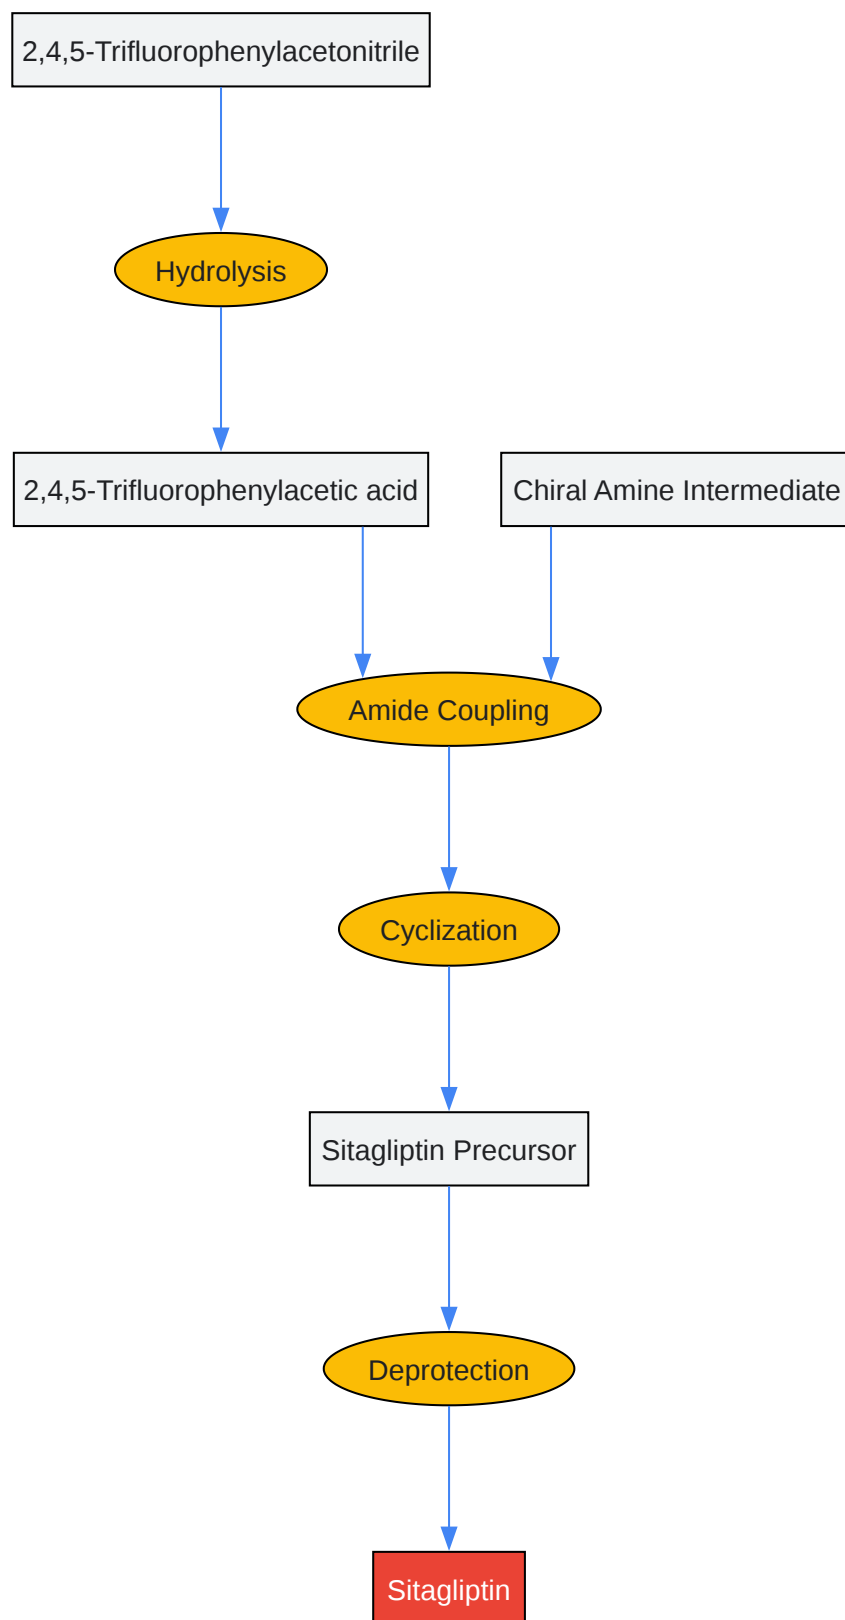 2,4,5-Trifluorophenylacetonitrile
Hydrolysis
2,4,5-Trifluorophenylacetic acid
Chiral Amine Intermediate
Amide Coupling
Cyclization
Sitagliptin Precursor
Deprotection
Sitagliptin